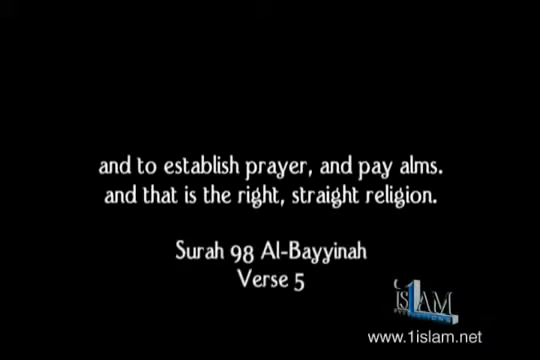 and to establish prayer, and pay alms.
and that is the right, straight religion.
Surah 98 Al-Bayyinah
Verse 5
1SLAM
www.1islam.net